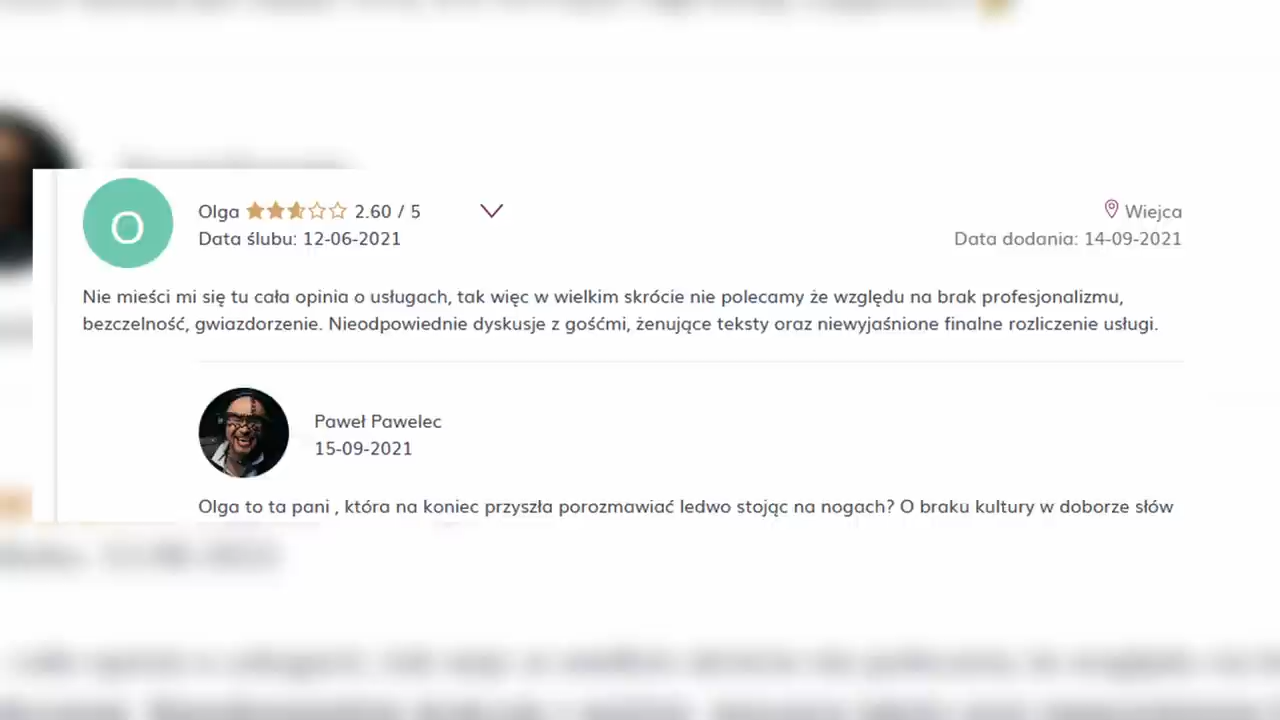 O
Olga 2.60 / 5
Wiejca
Data ślubu: 12-06-2021
Data dodania: 14-09-2021
Nie mieści mi się tu cała opinia o usługach, tak więc w wielkim skrócie nie polecamy że względu na brak profesjonalizmu,
bezczelność, gwiazdorzenie. Nieodpowiednie dyskusje z gośćmi, żenujące teksty oraz niewyjaśnione finalne rozliczenie usługi.
Paweł Pawelec
15-09-2021
Olga to ta pani , która na koniec przyszła porozmawiać ledwo stojąc na nogach? O braku kultury w doborze słów